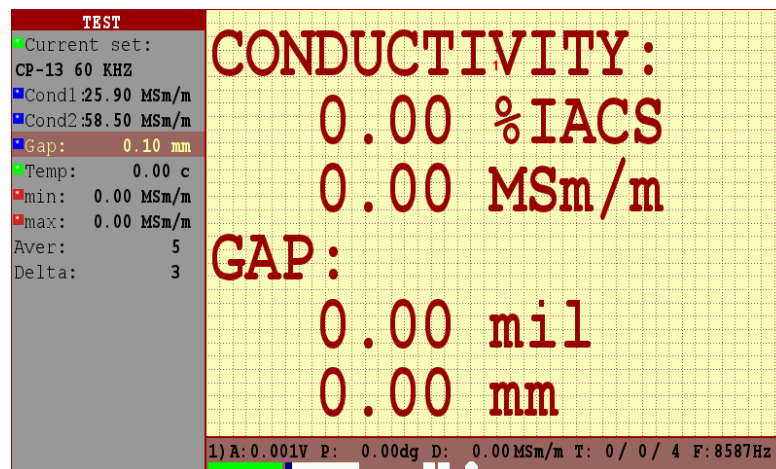 TEST
Current set:
CP-13 60 KHZ
Cond1:25.90 MSm/m
Cond2:58.50 MSm/m
Gap: 0.10 mm
Temp: 0.00 c
min: 0.00 MSm/m
max: 0.00 MSm/m
Aver: 5
Delta: 3
CONDUCTIVITY:
1
0.00 %IACS
0.00 MSm/m
GAP:
0.00 mil
0.00 mm
1)A:0.001V P: 0.00dg D: 0.00MSm/m T: 0/ 0/ 4 F:8587Hz